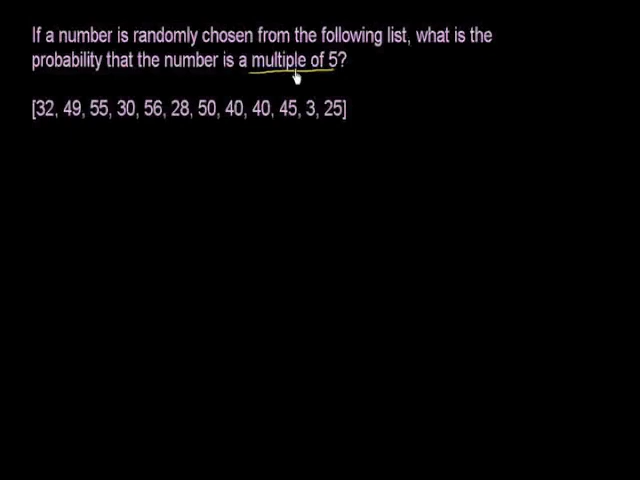 If a number is randomly chosen from the following list, what is the
probability that the number is a multiple of 5?
[32, 49, 55, 30, 56, 28, 50, 40, 40, 45, 3, 25]